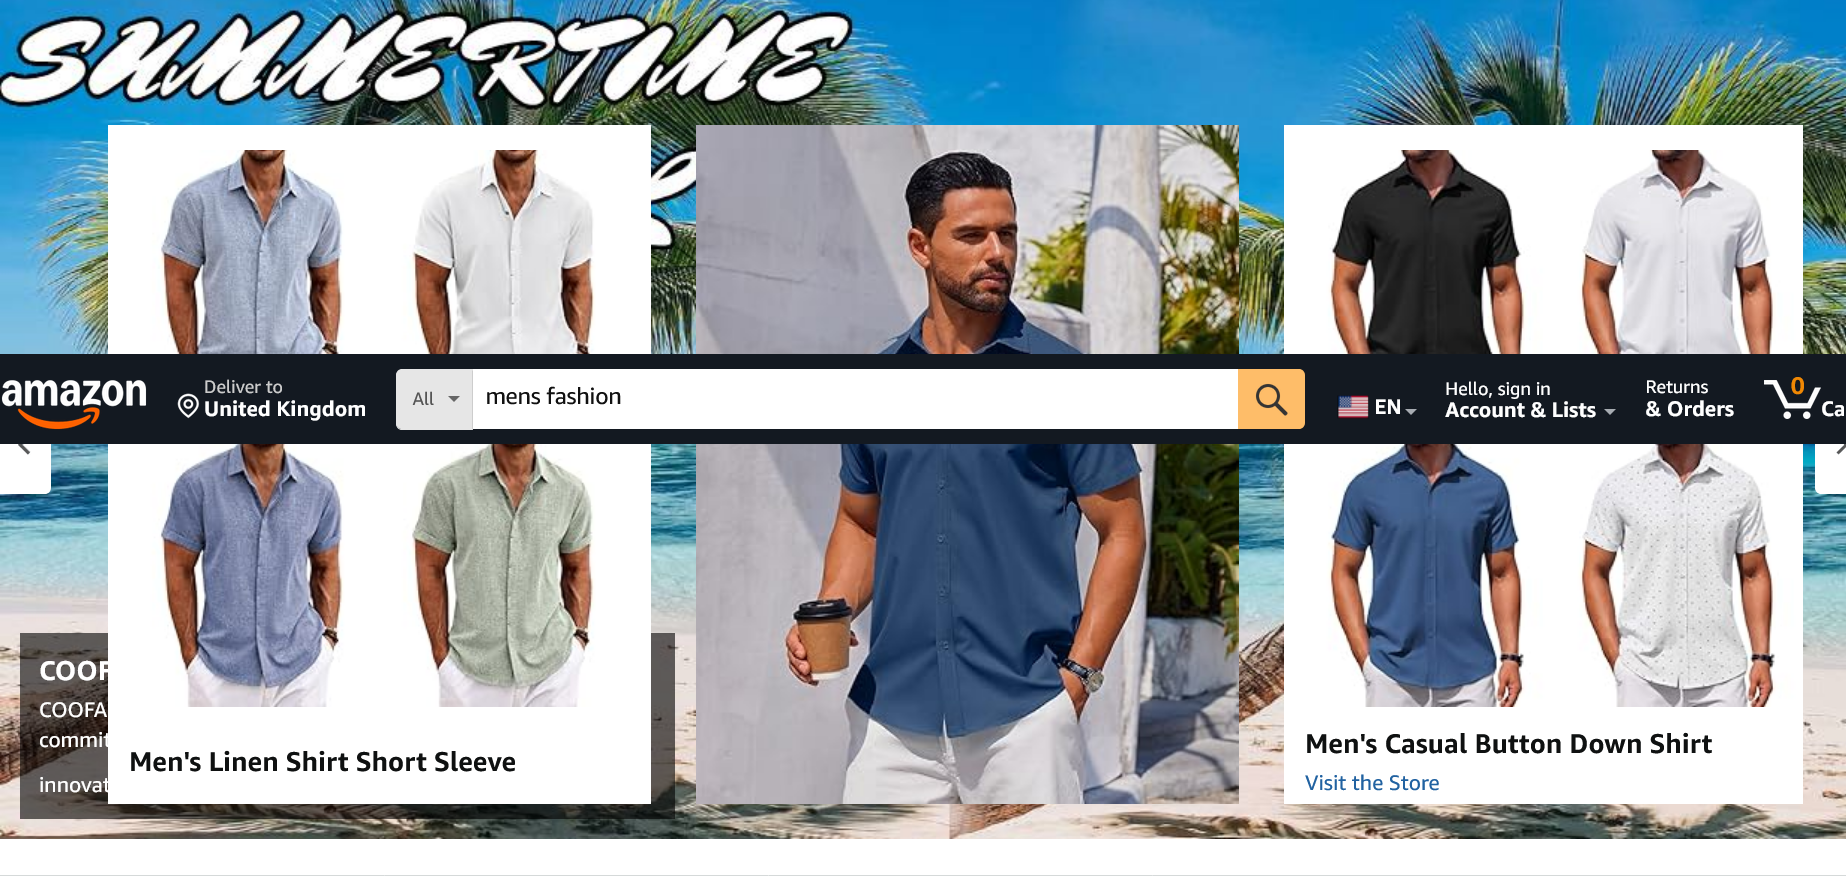 SUMMERTIME
amazon
Deliver to
United Kingdom
All
mens fashion
EN
Hello, sign in
Account & Lists
Returns
& Orders
0
Ca
COOF
COOFA
commit
innovat
Men's Linen Shirt Short Sleeve
Men's Casual Button Down Shirt
Visit the Store